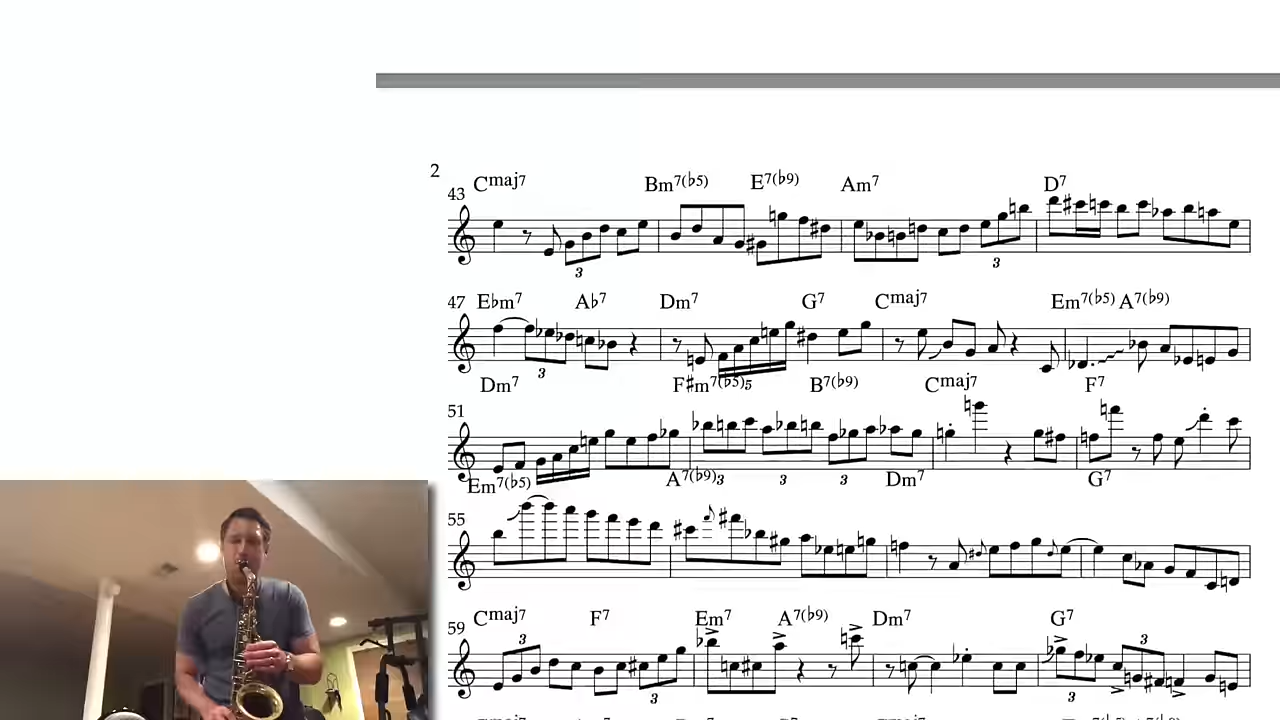 2
43 Cmaj7 Bm7(♭5) E7(♭9) Am7 D7
3 3
47 E♭m7 A♭7 Dm7 G7 Cmaj7 Em7(♭5) A7(♭9)
3 5
51 Dm7 F#m7(♭5) B7(♭9) Cmaj7 F7
3 3 3
55 Em7(♭5) A7(♭9) Dm7 G7
59 Cmaj7 F7 Em7 A7(♭9) Dm7 G7
3 3 3 3